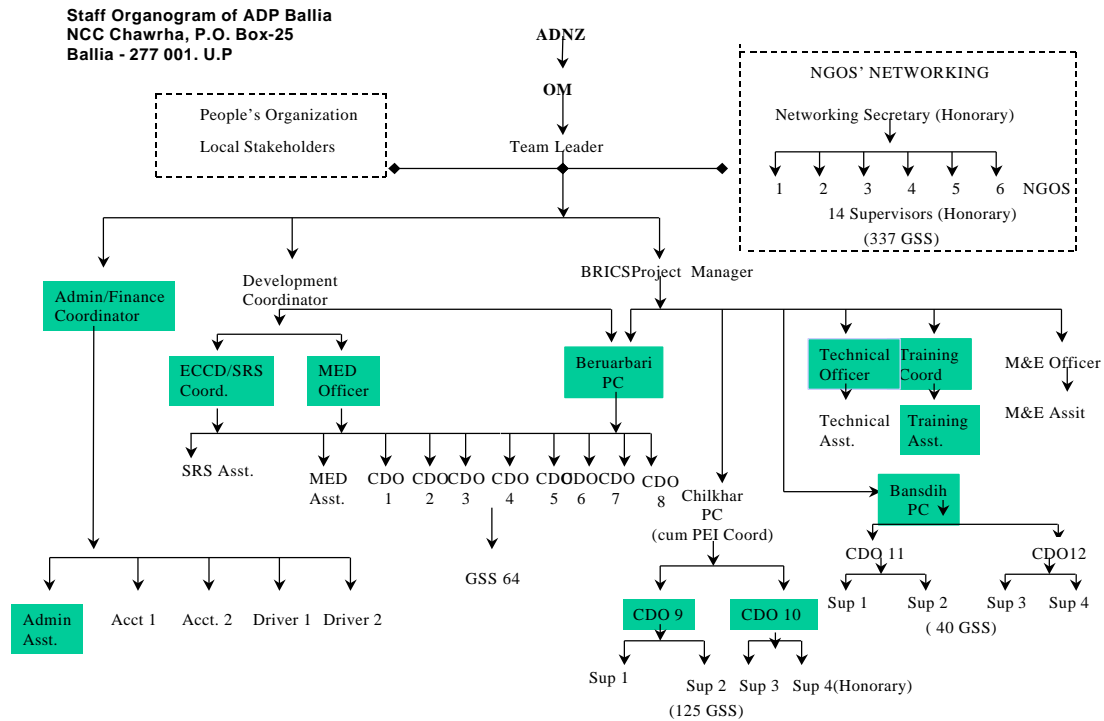 Staff Organogram of ADP Ballia
NCC Chawrha, P.O. Box-25
Ballia - 277 001. U.P
ADNZ
OM
Team Leader
People's Organization
Local Stakeholders
NGOS' NETWORKING
Networking Secretary (Honorary)
1 2 3 4 5 6 NGOS
14 Supervisors (Honorary)
(337 GSS)
Admin/Finance
Coordinator
Development
Coordinator
BRICSProject Manager
ECCD/SRS
Coord.
MED
Officer
Beruarbari
PC
Technical
Officer
Training
Coord
M&E Officer
Technical
Asst.
Training
Asst.
M&E Assit
SRS Asst.
MED
Asst.
CDO
1
CDO
2
CDO
3
CDO
4
CDO
5
CDO
6
CDO
7
CDO
8
GSS 64
Chilkhar
PC
(cum PEI Coord)
Bansdih
PC
CDO 11
CDO12
Sup 1 Sup 2 Sup 3 Sup 4
( 40 GSS)
Admin
Asst.
Acct 1 Acct. 2 Driver 1 Driver 2
CDO 9 CDO 10
Sup 1 Sup 2 Sup 3 Sup 4(Honorary)
(125 GSS)